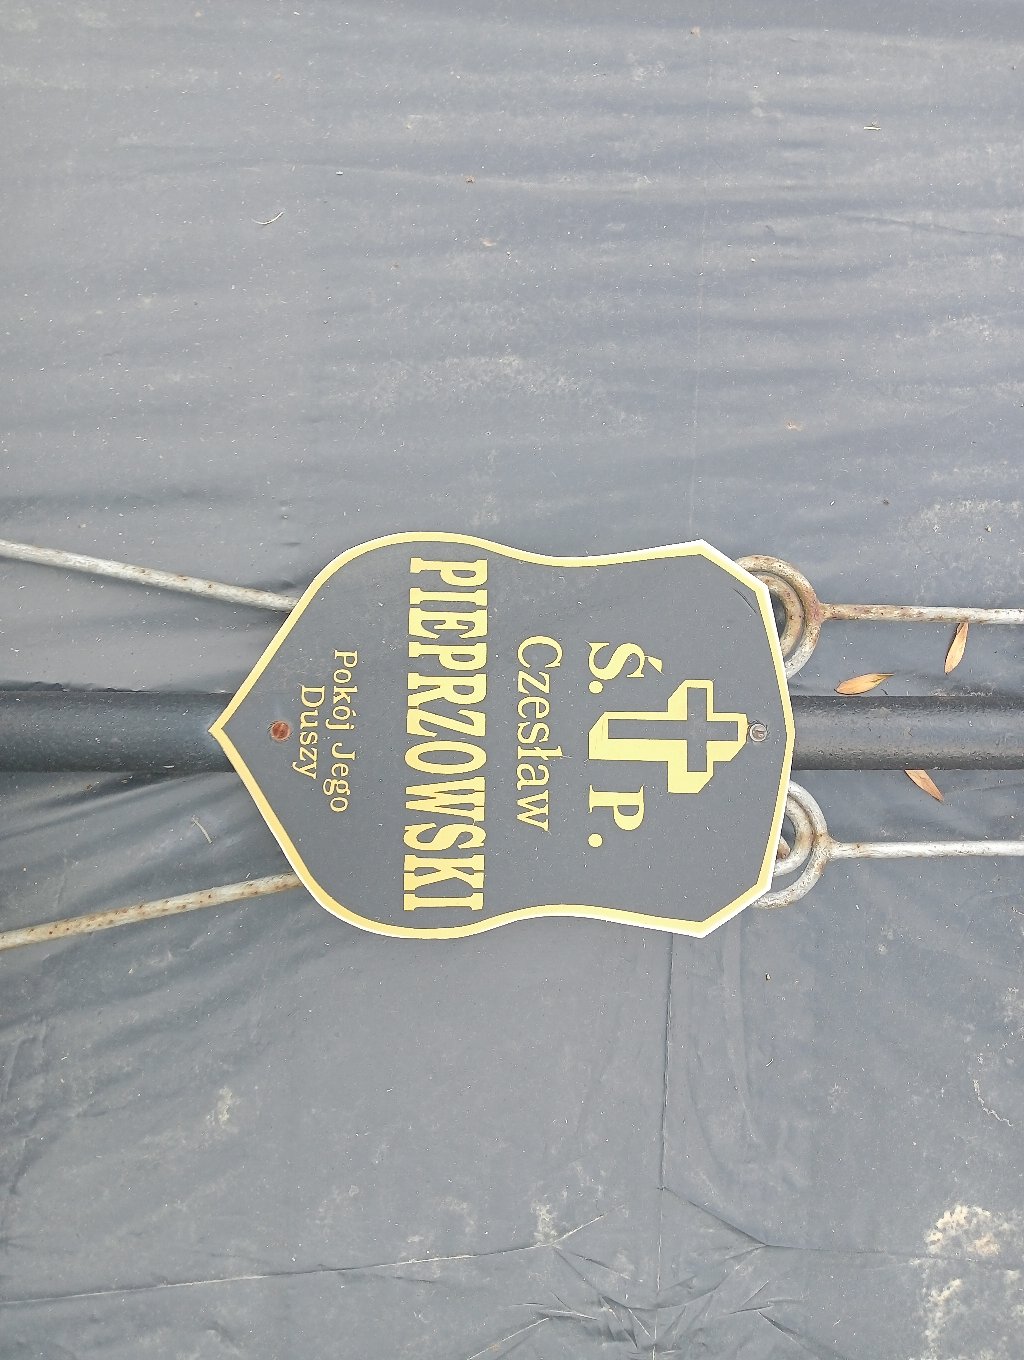 Ś. P.
Czesław
PIEPRZOWSKI
Pokój Jego
Duszy